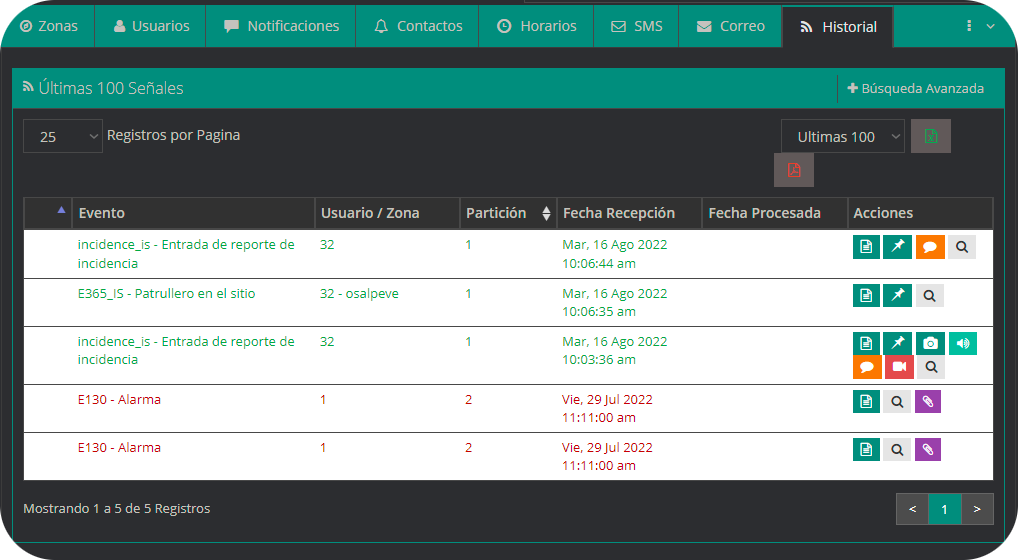 Zonas Usuarios Notificaciones Contactos Horarios SMS Correo Historial
Últimas 100 Señales Búsqueda Avanzada
25 Registros por Pagina Ultimas 100
Evento Usuario / Zona Partición Fecha Recepción Fecha Procesada Acciones
incidence_is - Entrada de reporte de 32 1 Mar, 16 Ago 2022
incidencia 10:06:44 am
E365_IS - Patrullero en el sitio 32 - osalpeve 1 Mar, 16 Ago 2022
10:06:35 am
incidence_is - Entrada de reporte de 32 1 Mar, 16 Ago 2022
incidencia 10:03:36 am
E130 - Alarma 1 2 Vie, 29 Jul 2022
11:11:00 am
E130 - Alarma 1 2 Vie, 29 Jul 2022
11:11:00 am
Mostrando 1 a 5 de 5 Registros < 1 >